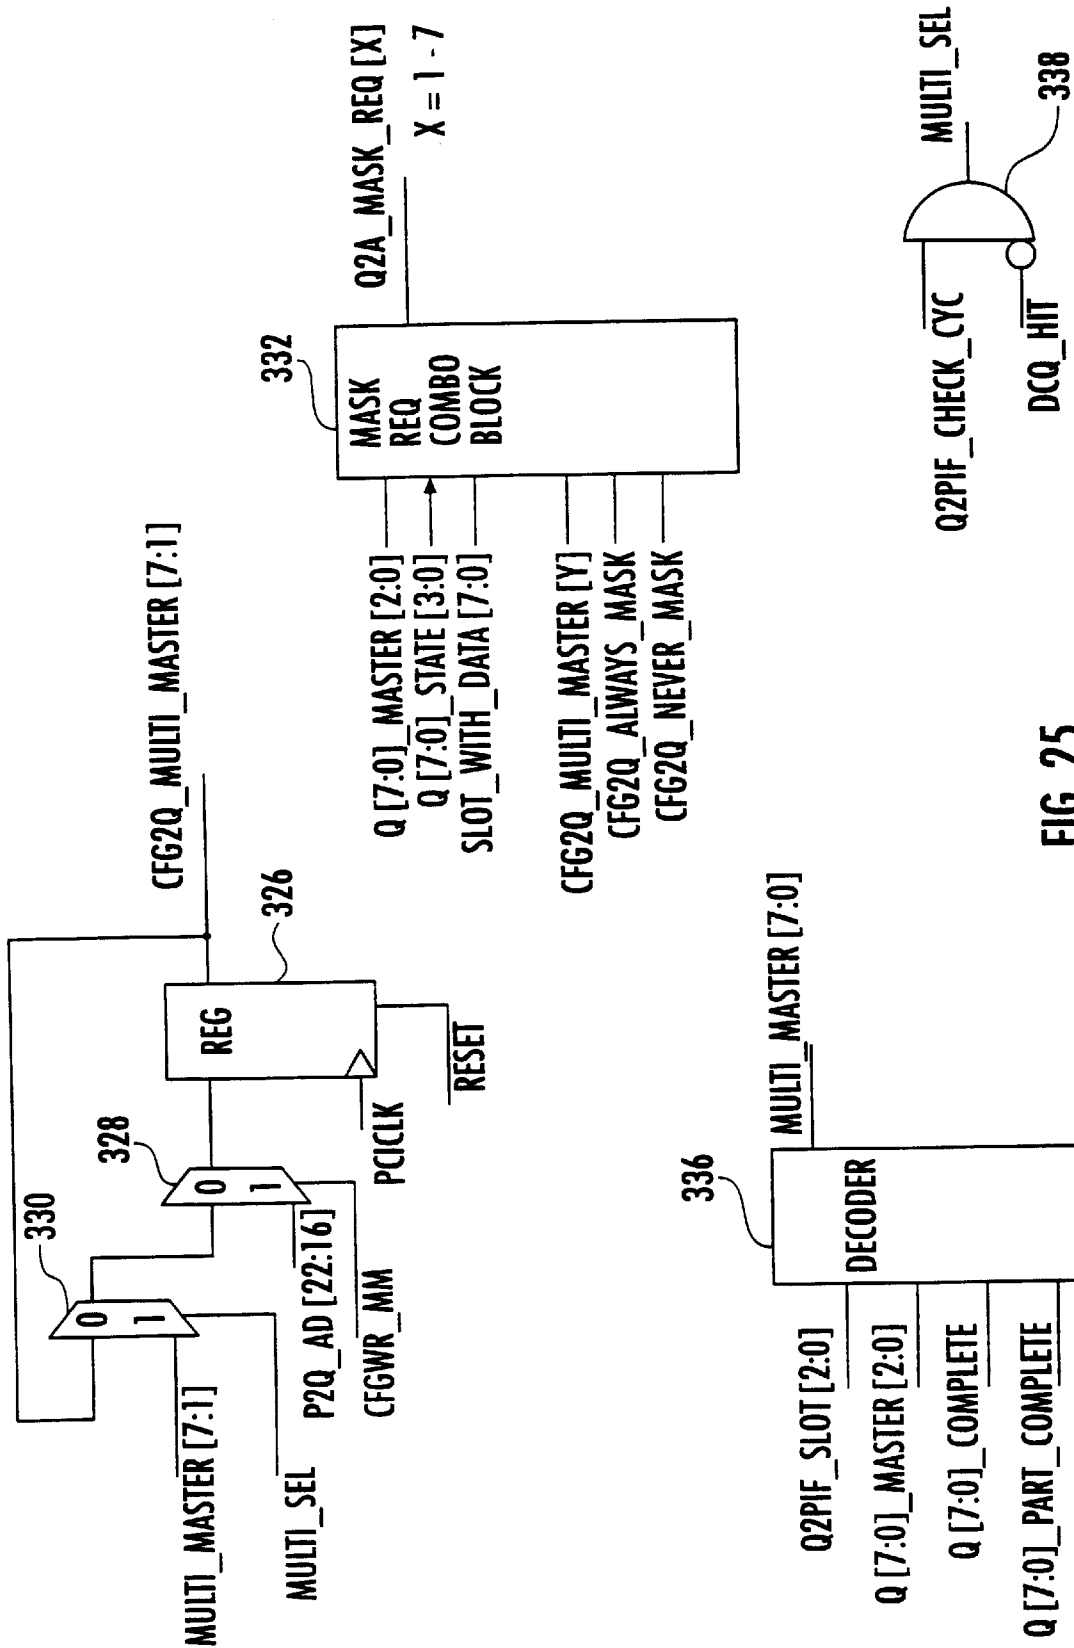 CFG2Q_MULTI_MASTER [7:1]
330
328
0
1
0
1
REG
326
MULTI_MASTER [7:1]
MULTI_SEL
P2Q_AD [22:16]
CFGWR_MM
PCICLK
RESET
332
MASK
REQ
COMBO
BLOCK
Q2A_MASK_REQ [X]
X = 1 - 7
Q [7:0]_MASTER [2:0]
Q [7:0]_STATE [3:0]
SLOT_WITH_DATA [7:0]
CFG2Q_MULTI_MASTER [Y]
CFG2Q_ALWAYS_MASK
CFG2Q_NEVER_MASK
336
DECODER
MULTI_MASTER [7:0]
Q2PIF_SLOT [2:0]
Q [7:0]_MASTER [2:0]
Q [7:0]_COMPLETE
Q [7:0]_PART_COMPLETE
Q2PIF_CHECK_CYC
DCQ_HIT
MULTI_SEL
338
FIG. 25